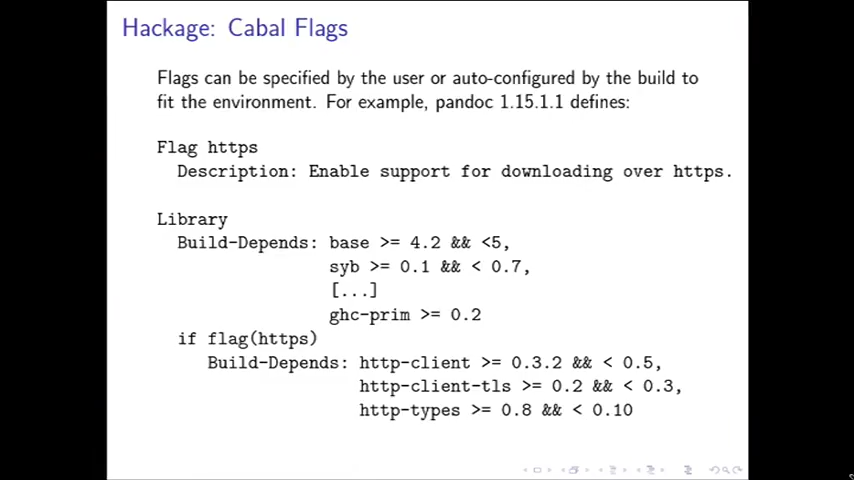 Hackage: Cabal Flags
Flags can be specified by the user or auto-configured by the build to
fit the environment. For example, pandoc 1.15.1.1 defines:
Flag https
Description: Enable support for downloading over https.
Library
Build-Depends: base >= 4.2 && <5,
syb >= 0.1 && < 0.7,
[...]
ghc-prim >= 0.2
if flag(https)
Build-Depends: http-client >= 0.3.2 && < 0.5,
http-client-tls >= 0.2 && < 0.3,
http-types >= 0.8 && < 0.10